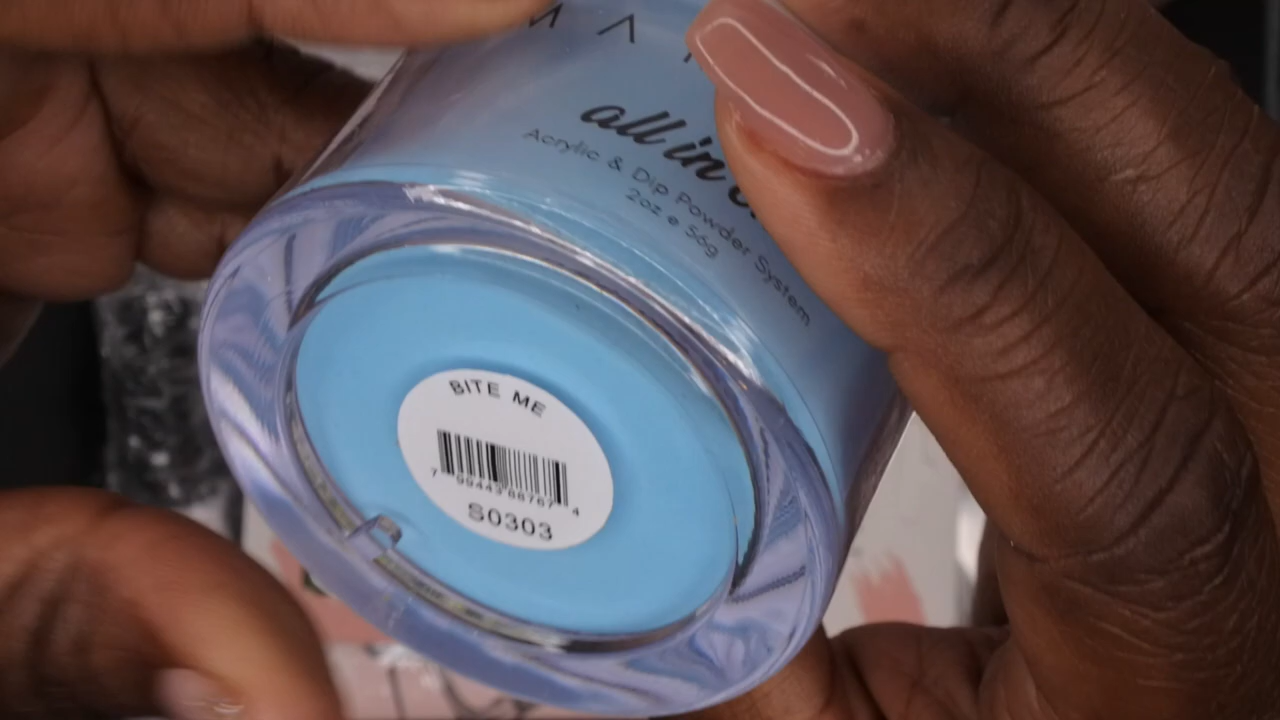 all in
Acrylic & Dip Powder System
2oz e 56g
BITE ME
S0303